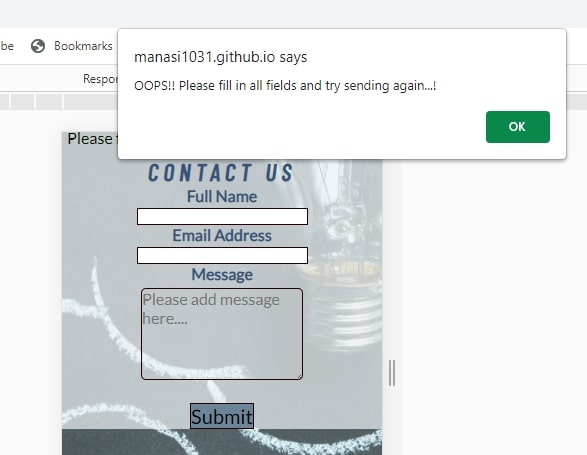 be
Bookmarks
manasi1031.github.io says
OOPS!! Please fill in all fields and try sending again...!
OK
Respor
Please f
CONTACT US
Full Name
Email Address
Message
Please add message
here....
Submit